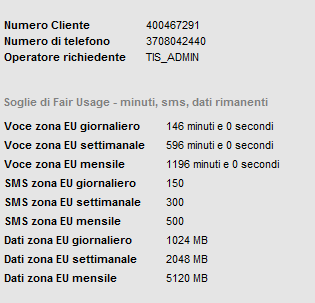 Numero Cliente 400467291
Numero di telefono 3708042440
Operatore richiedente TIS_ADMIN
Soglie di Fair Usage - minuti, sms, dati rimanenti
Voce zona EU giornaliero 146 minuti e 0 secondi
Voce zona EU settimanale 596 minuti e 0 secondi
Voce zona EU mensile 1196 minuti e 0 secondi
SMS zona EU giornaliero 150
SMS zona EU settimanale 300
SMS zona EU mensile 500
Dati zona EU giornaliero 1024 MB
Dati zona EU settimanale 2048 MB
Dati zona EU mensile 5120 MB